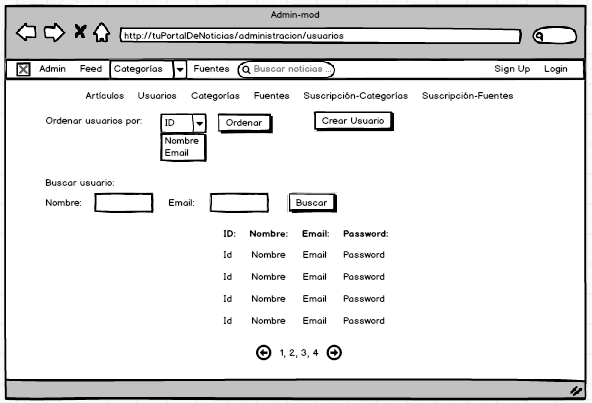 Admin-mod
http://tuPortalDeNoticias/administracion/usuarios
Admin Feed Categorías Fuentes Buscar noticias ... Sign Up Login
Artículos Usuarios Categorías Fuentes Suscripción-Categorías Suscripción-Fuentes
Ordenar usuarios por: ID Ordenar Crear Usuario
Nombre
Email
Buscar usuario:
Nombre: Email: Buscar
ID: Nombre: Email: Password:
Id Nombre Email Password
Id Nombre Email Password
Id Nombre Email Password
Id Nombre Email Password
1, 2, 3, 4